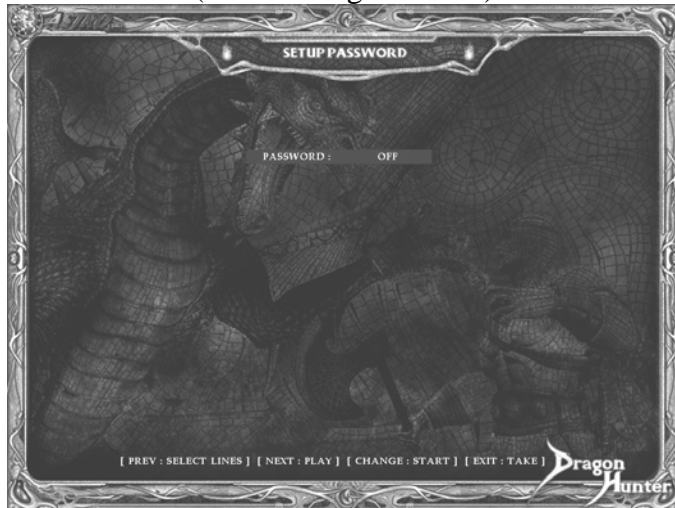 SETUP PASSWORD
PASSWORD : OFF
[ PREV : SELECT LINES ] [ NEXT : PLAY ] [ CHANGE : START ] [ EXIT : TAKE ]
Dragon
Hunter